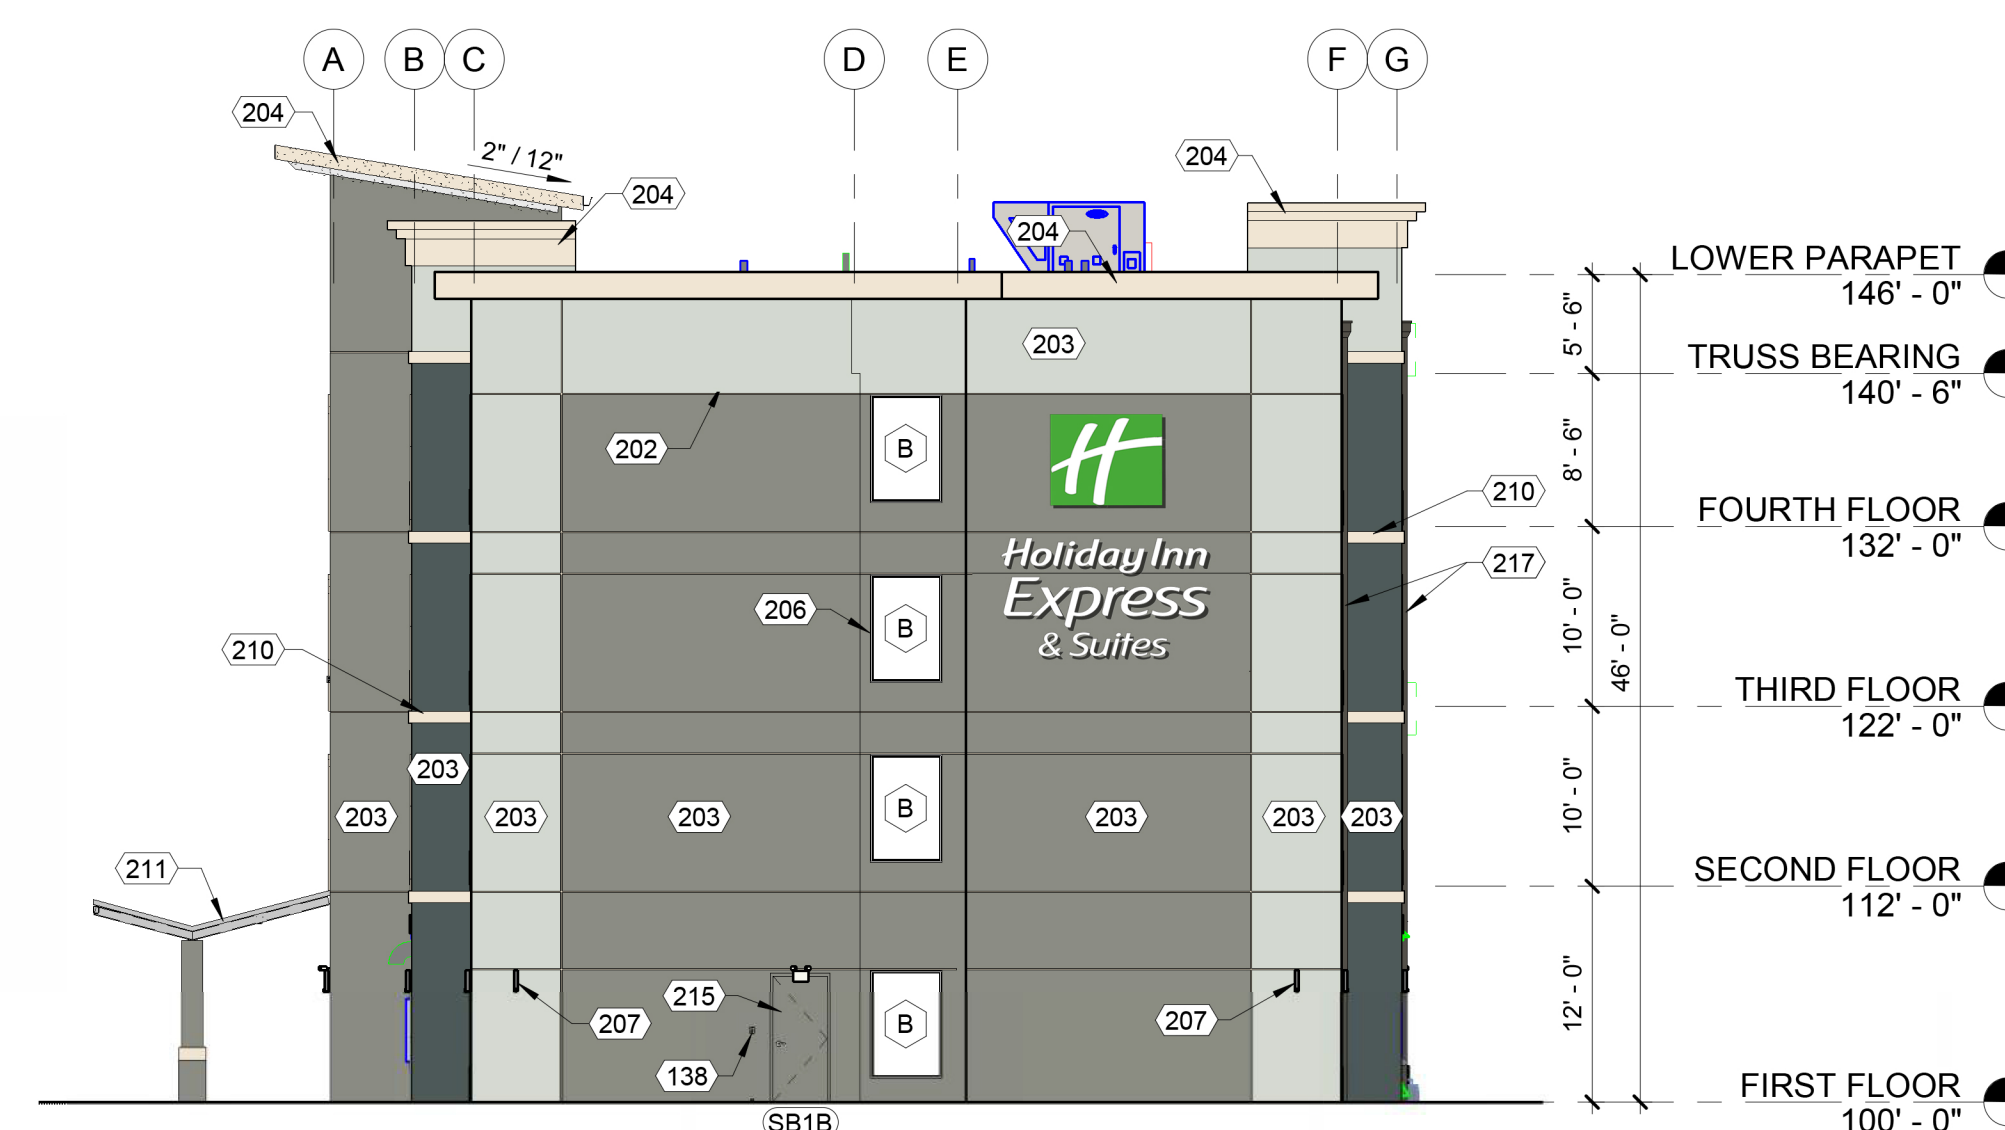 A B C D E F G
204
2" / 12"
204
204
204
LOWER PARAPET
146' - 0"
5' - 6"
203
TRUSS BEARING
140' - 6"
202
B
H
8' - 6"
210
FOURTH FLOOR
132' - 0"
Holiday Inn
Express
& Suites
217
206
B
10' - 0"
46' - 0"
210
THIRD FLOOR
122' - 0"
203
203
203
203
B
203
203
203
10' - 0"
211
SECOND FLOOR
112' - 0"
215
207
B
207
12' - 0"
138
FIRST FLOOR
100' - 0"
SB1B